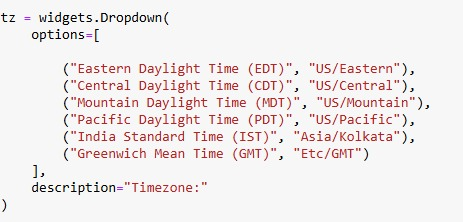 tz = widgets.Dropdown(
    options=[
        ("Eastern Daylight Time (EDT)", "US/Eastern"),
        ("Central Daylight Time (CDT)", "US/Central"),
        ("Mountain Daylight Time (MDT)", "US/Mountain"),
        ("Pacific Daylight Time (PDT)", "US/Pacific"),
        ("India Standard Time (IST)", "Asia/Kolkata"),
        ("Greenwich Mean Time (GMT)", "Etc/GMT")
    ],
    description="Timezone:"
)